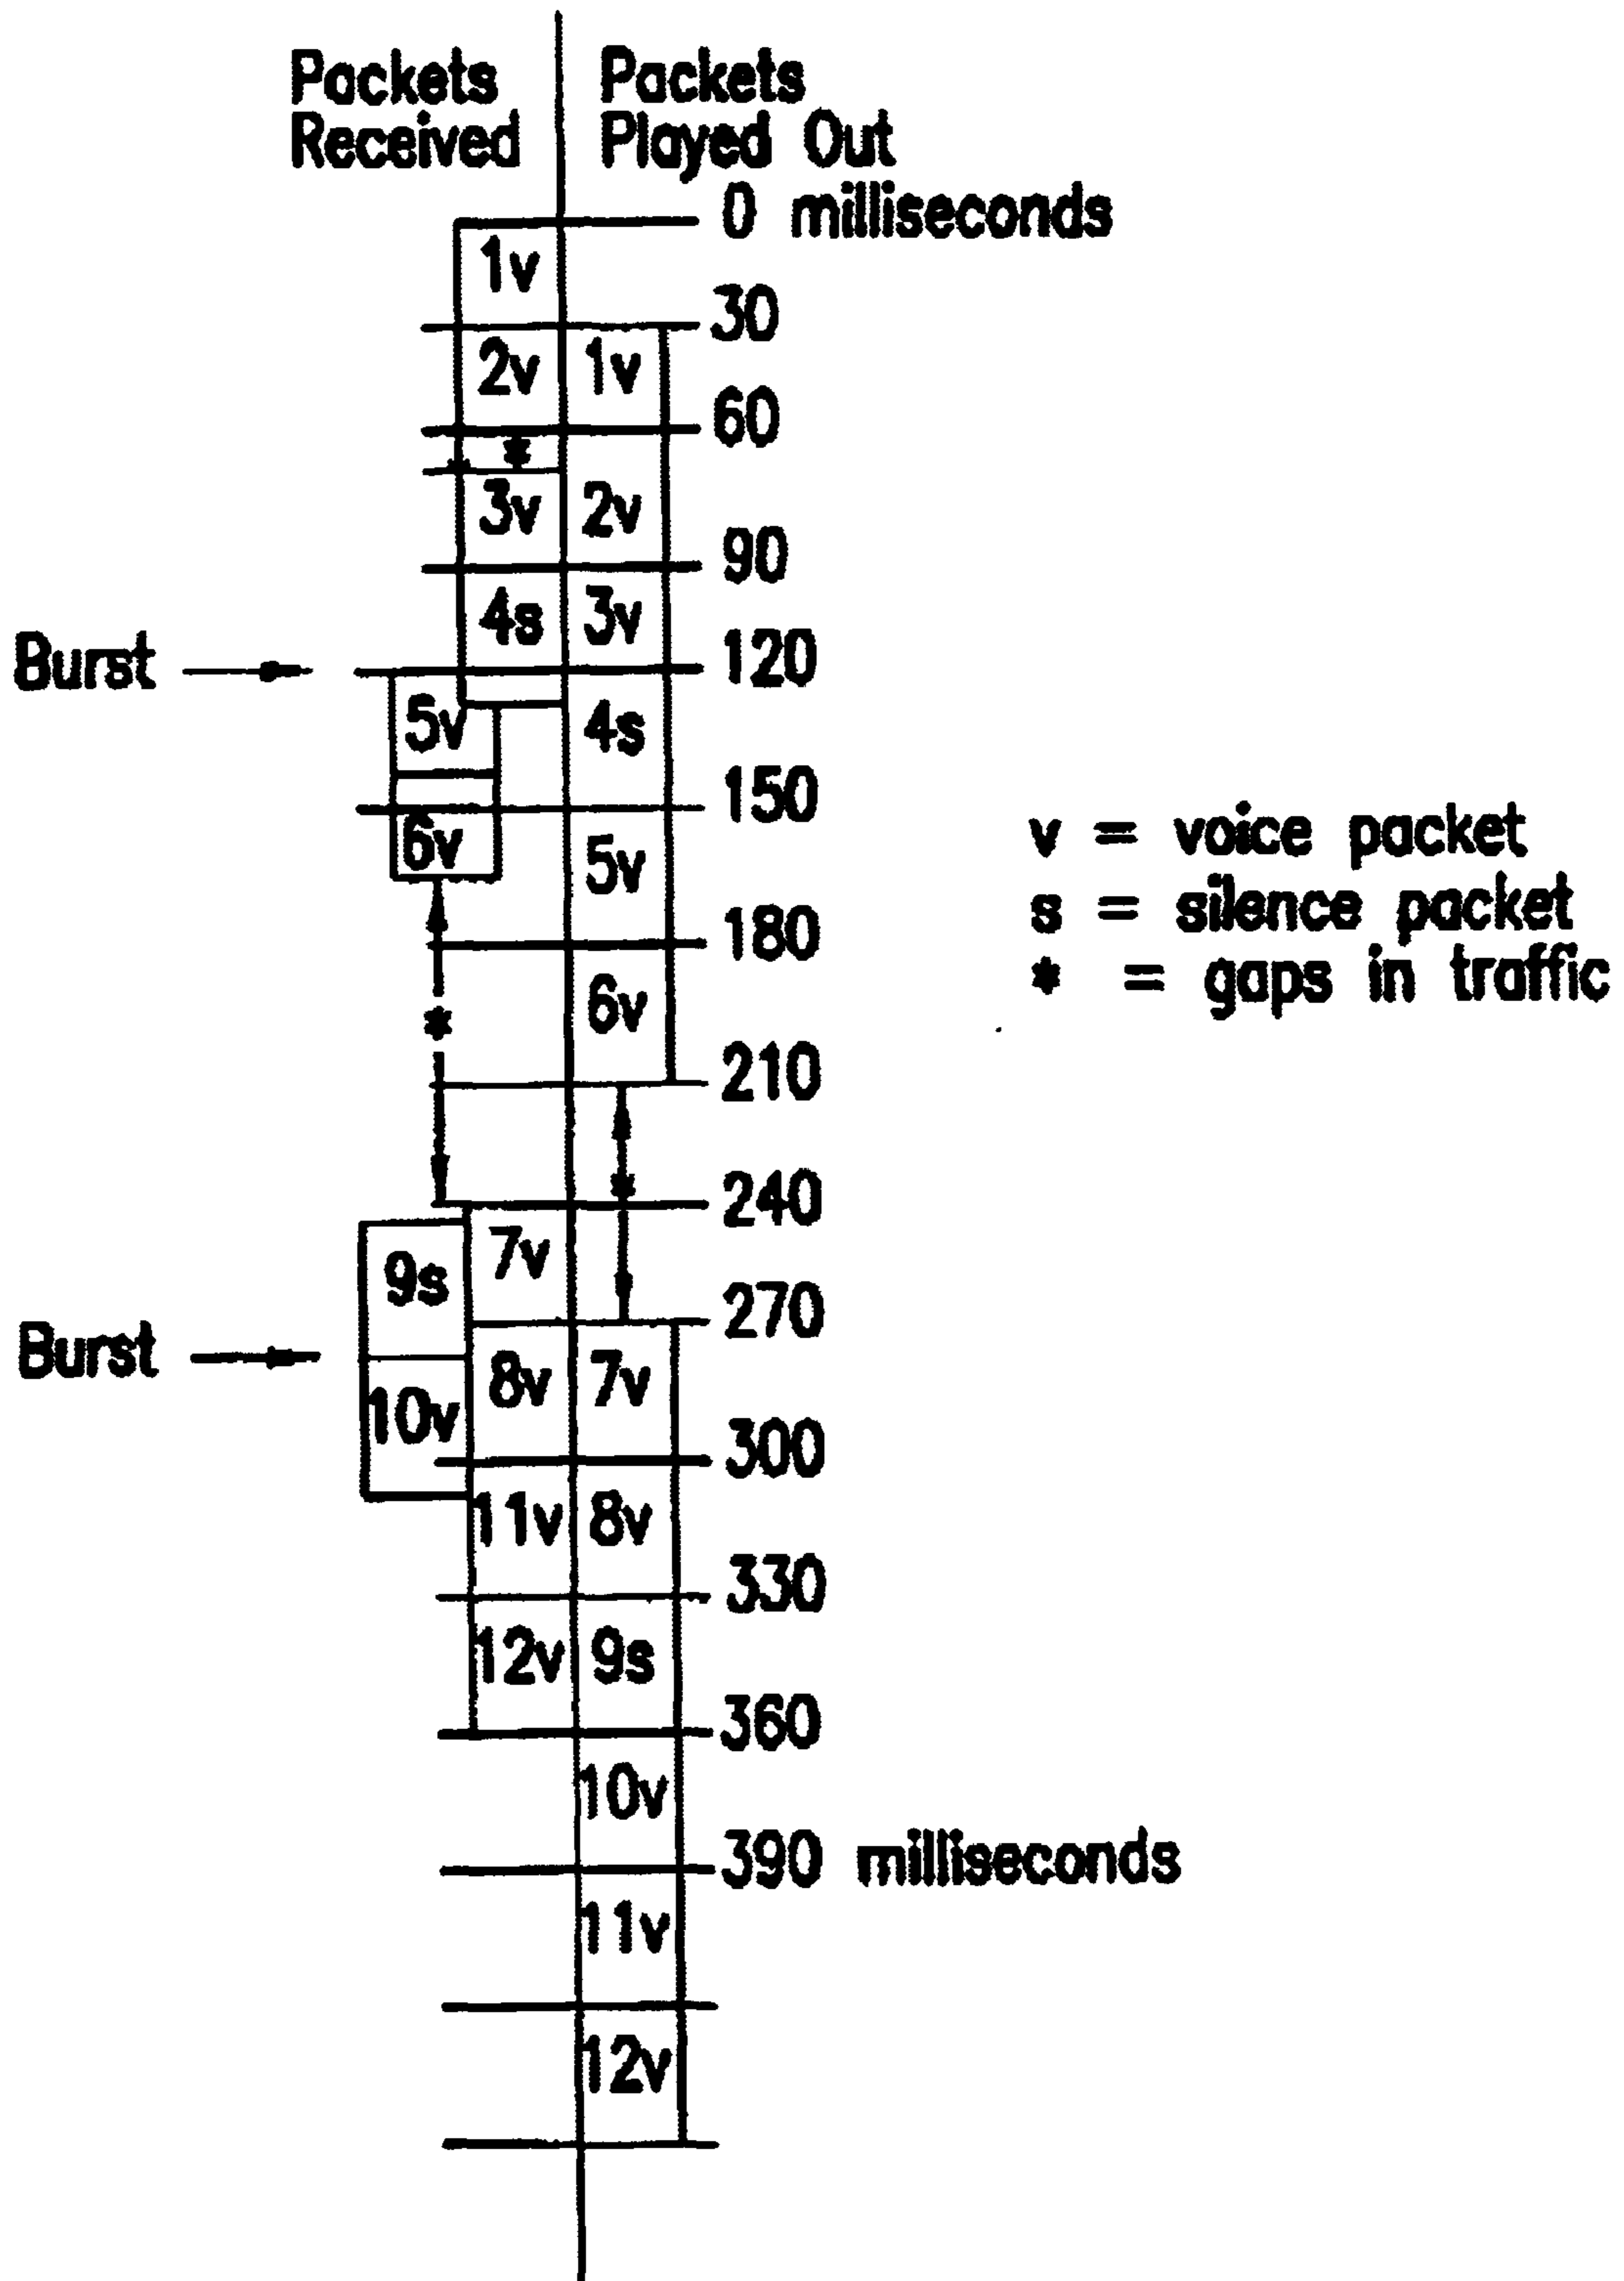 Packets Received
Packets Played Out
0 milliseconds
1v
30
2v 1v
60
*
3v 2v
90
4s 3v
Burst
120
5v 4s
150
6v 5v
v = voice packet
s = silence packet
* = gaps in traffic
180
*
6v
210
*
240
9s 7v
270
Burst
10v 8v 7v
300
11v 8v
330
12v 9s
360
10v
390 milliseconds
11v
12v